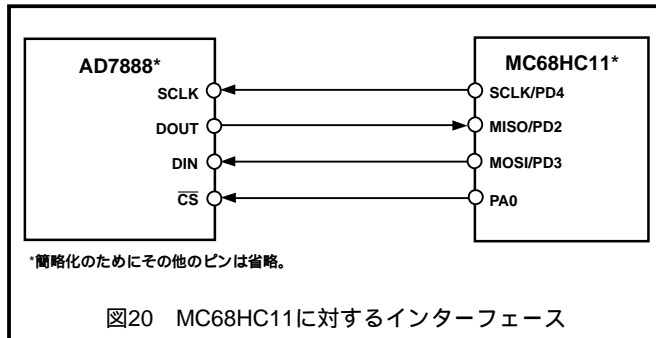 AD7888*
MC68HC11*
SCLK
SCLK/PD4
DOUT
MISO/PD2
DIN
MOSI/PD3
C̅S̅
PA0
*簡略化のためにその他のピンは省略。
図20 MC68HC11に対するインターフェース